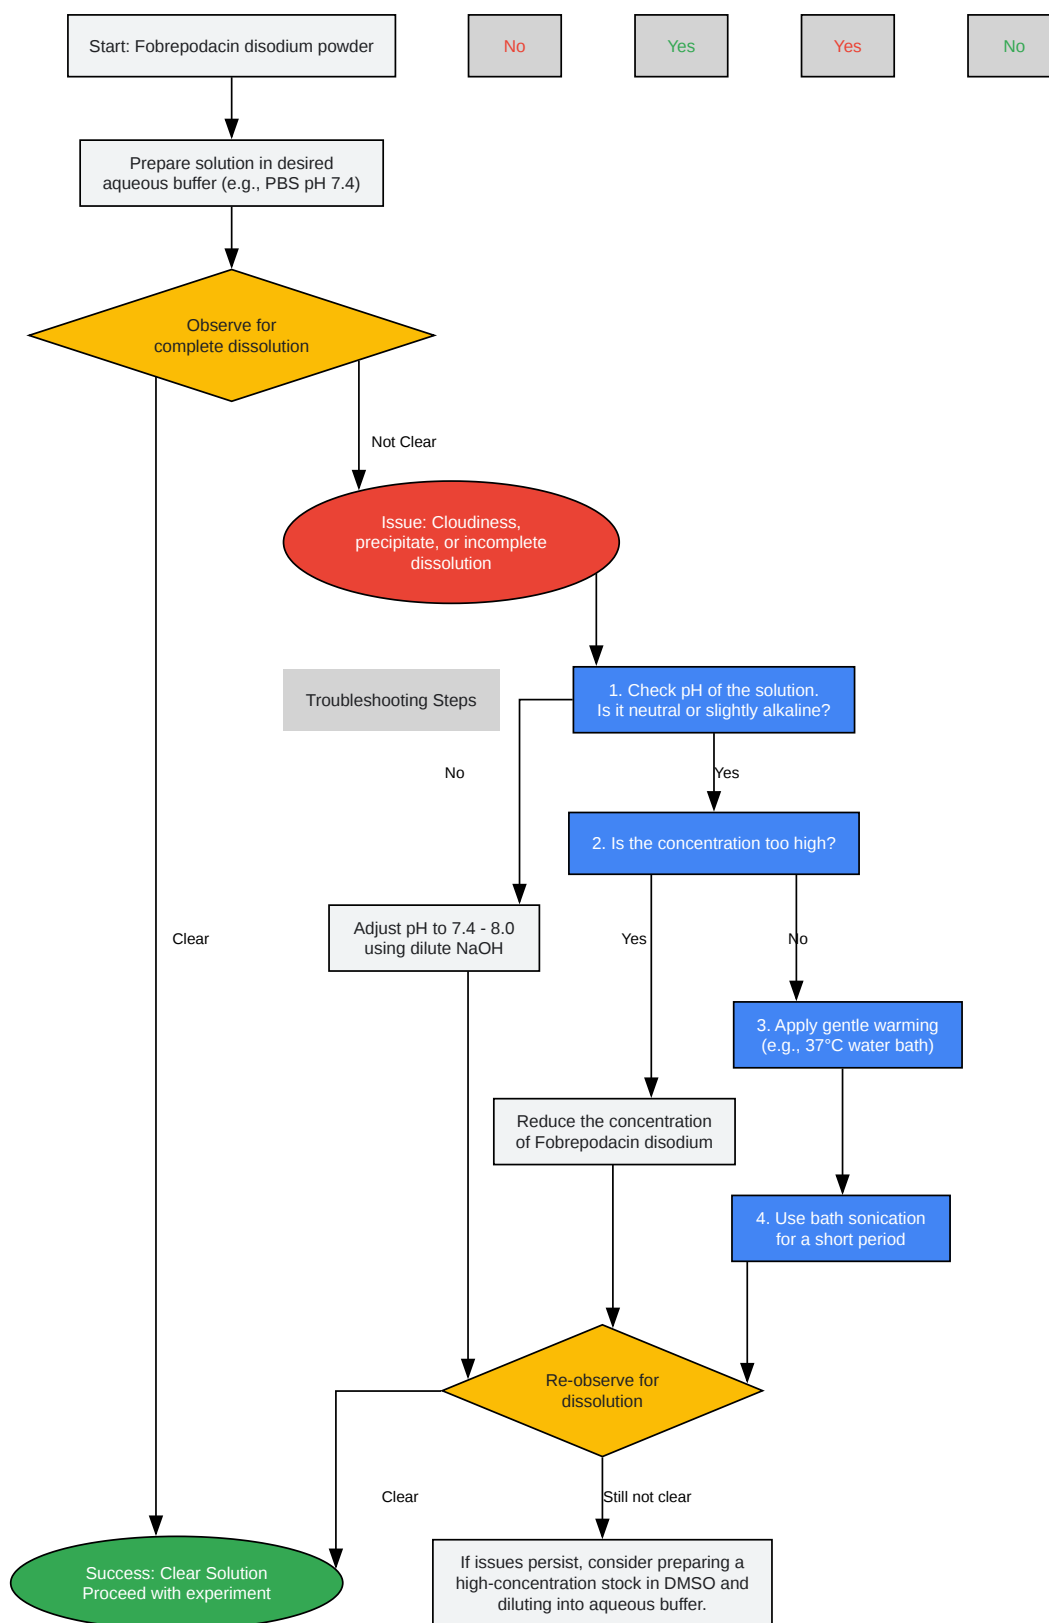 Start: Fobrepodacin disodium powder
No
Yes
Yes
No
Prepare solution in desired
aqueous buffer (e.g., PBS pH 7.4)
Observe for
complete dissolution
Not Clear
Issue: Cloudiness,
precipitate, or incomplete
dissolution
Troubleshooting Steps
1. Check pH of the solution.
Is it neutral or slightly alkaline?
No
Yes
2. Is the concentration too high?
Clear
Adjust pH to 7.4 - 8.0
using dilute NaOH
Yes
No
3. Apply gentle warming
(e.g., 37°C water bath)
Reduce the concentration
of Fobrepodacin disodium
4. Use bath sonication
for a short period
Re-observe for
dissolution
Clear
Still not clear
Success: Clear Solution
Proceed with experiment
If issues persist, consider preparing a
high-concentration stock in DMSO and
diluting into aqueous buffer.